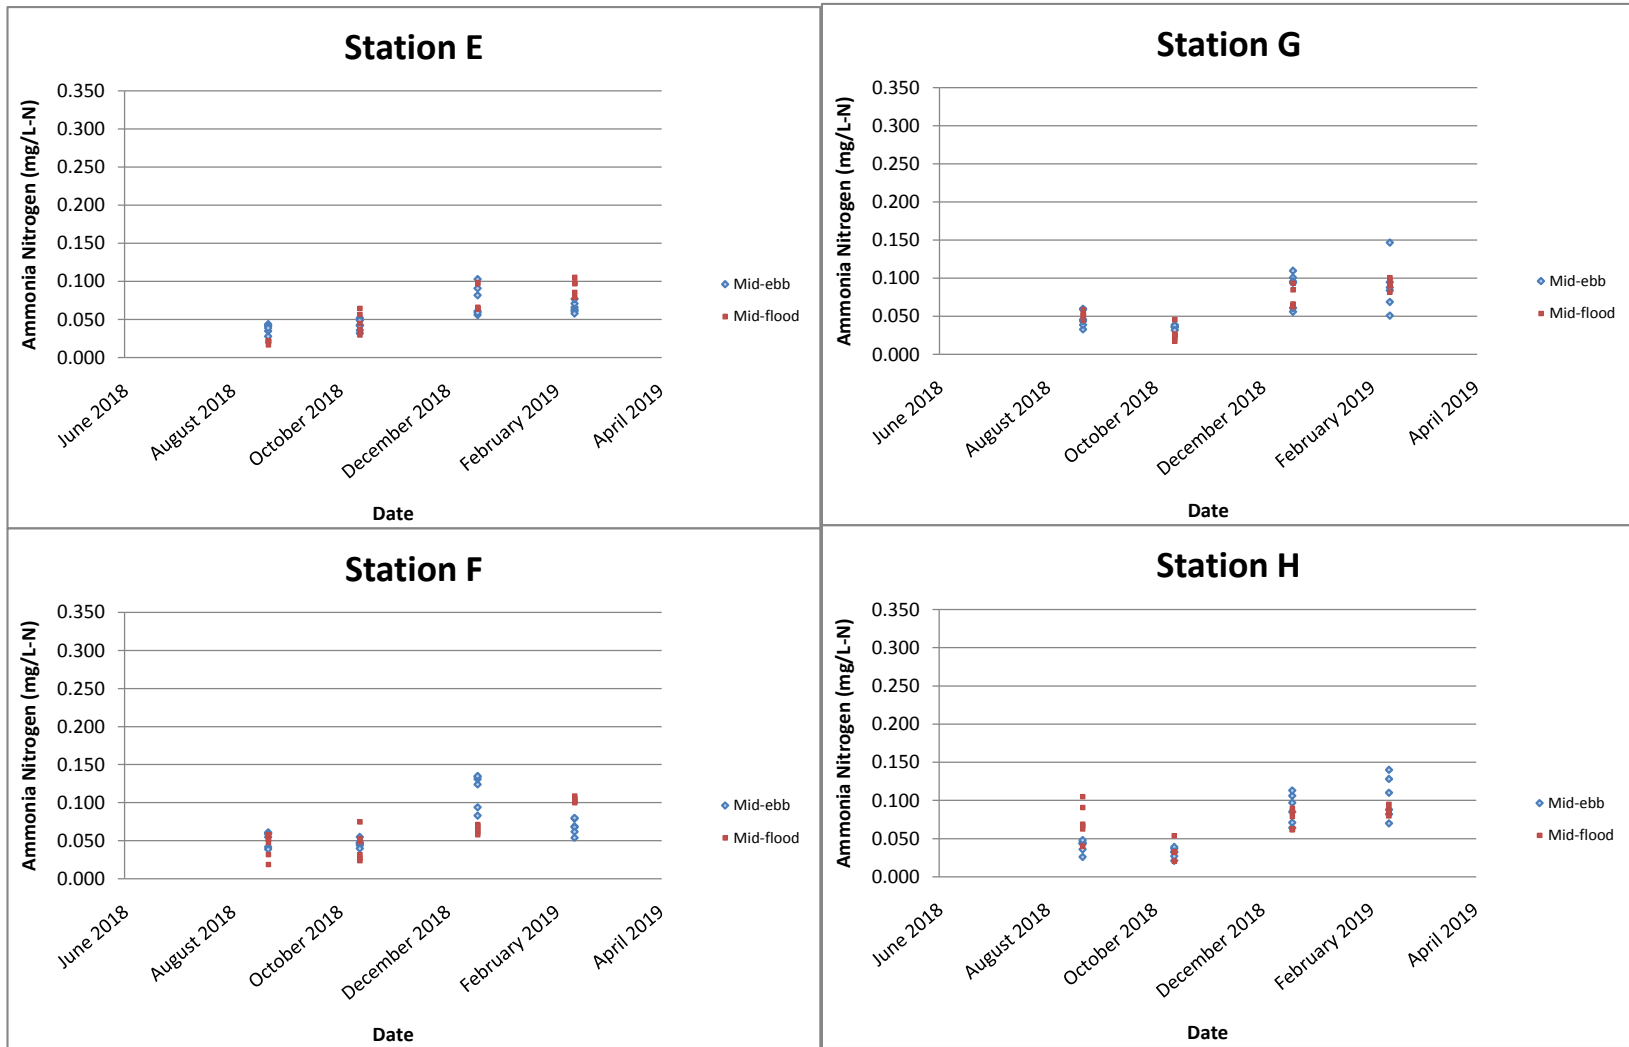 Station E
Ammonia Nitrogen (mg/L-N)
0.350
0.300
0.250
0.200
0.150
0.100
0.050
0.000
June 2018
August 2018
October 2018
December 2018
February 2019
April 2019
Date
Mid-ebb
Mid-flood
Station G
Ammonia Nitrogen (mg/L-N)
0.350
0.300
0.250
0.200
0.150
0.100
0.050
0.000
June 2018
August 2018
October 2018
December 2018
February 2019
April 2019
Date
Mid-ebb
Mid-flood
Station F
Ammonia Nitrogen (mg/L-N)
0.350
0.300
0.250
0.200
0.150
0.100
0.050
0.000
June 2018
August 2018
October 2018
December 2018
February 2019
April 2019
Date
Mid-ebb
Mid-flood
Station H
Ammonia Nitrogen (mg/L-N)
0.350
0.300
0.250
0.200
0.150
0.100
0.050
0.000
June 2018
August 2018
October 2018
December 2018
February 2019
April 2019
Date
Mid-ebb
Mid-flood